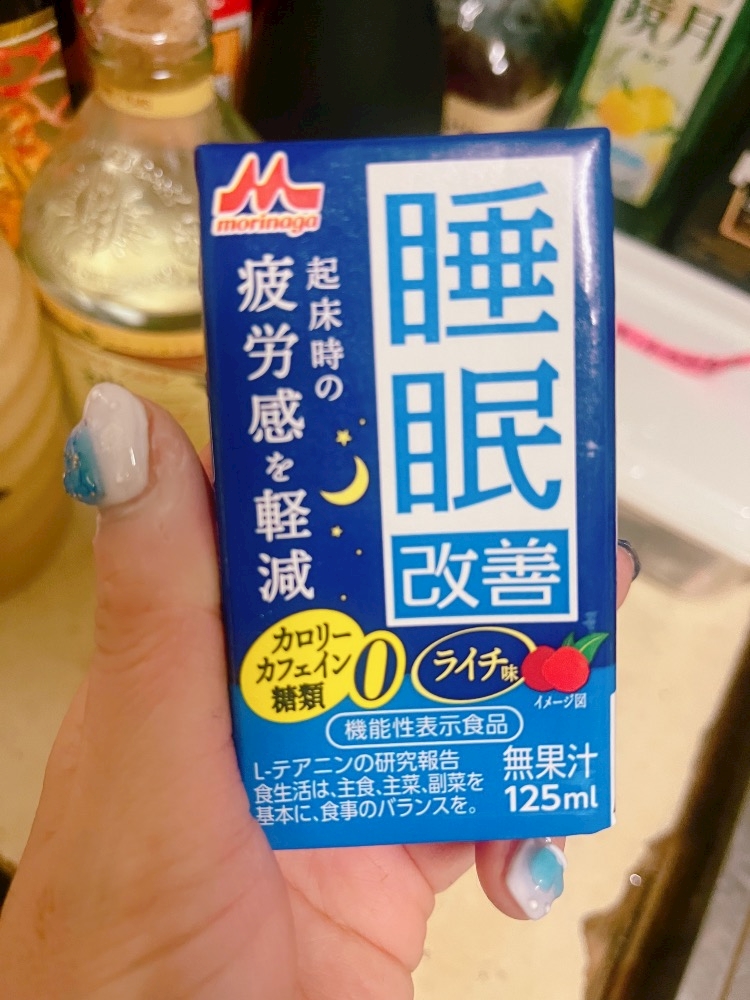 鏡月
morinaga
睡眠
改善
起床時の
疲労感を軽減
カロリー
カフェイン
糖類
0
ライチ味
イメージ図
機能性表示食品
L-テアニンの研究報告
食生活は、主食、主菜、副菜を
基本に、食事のバランスを。
無果汁
125ml